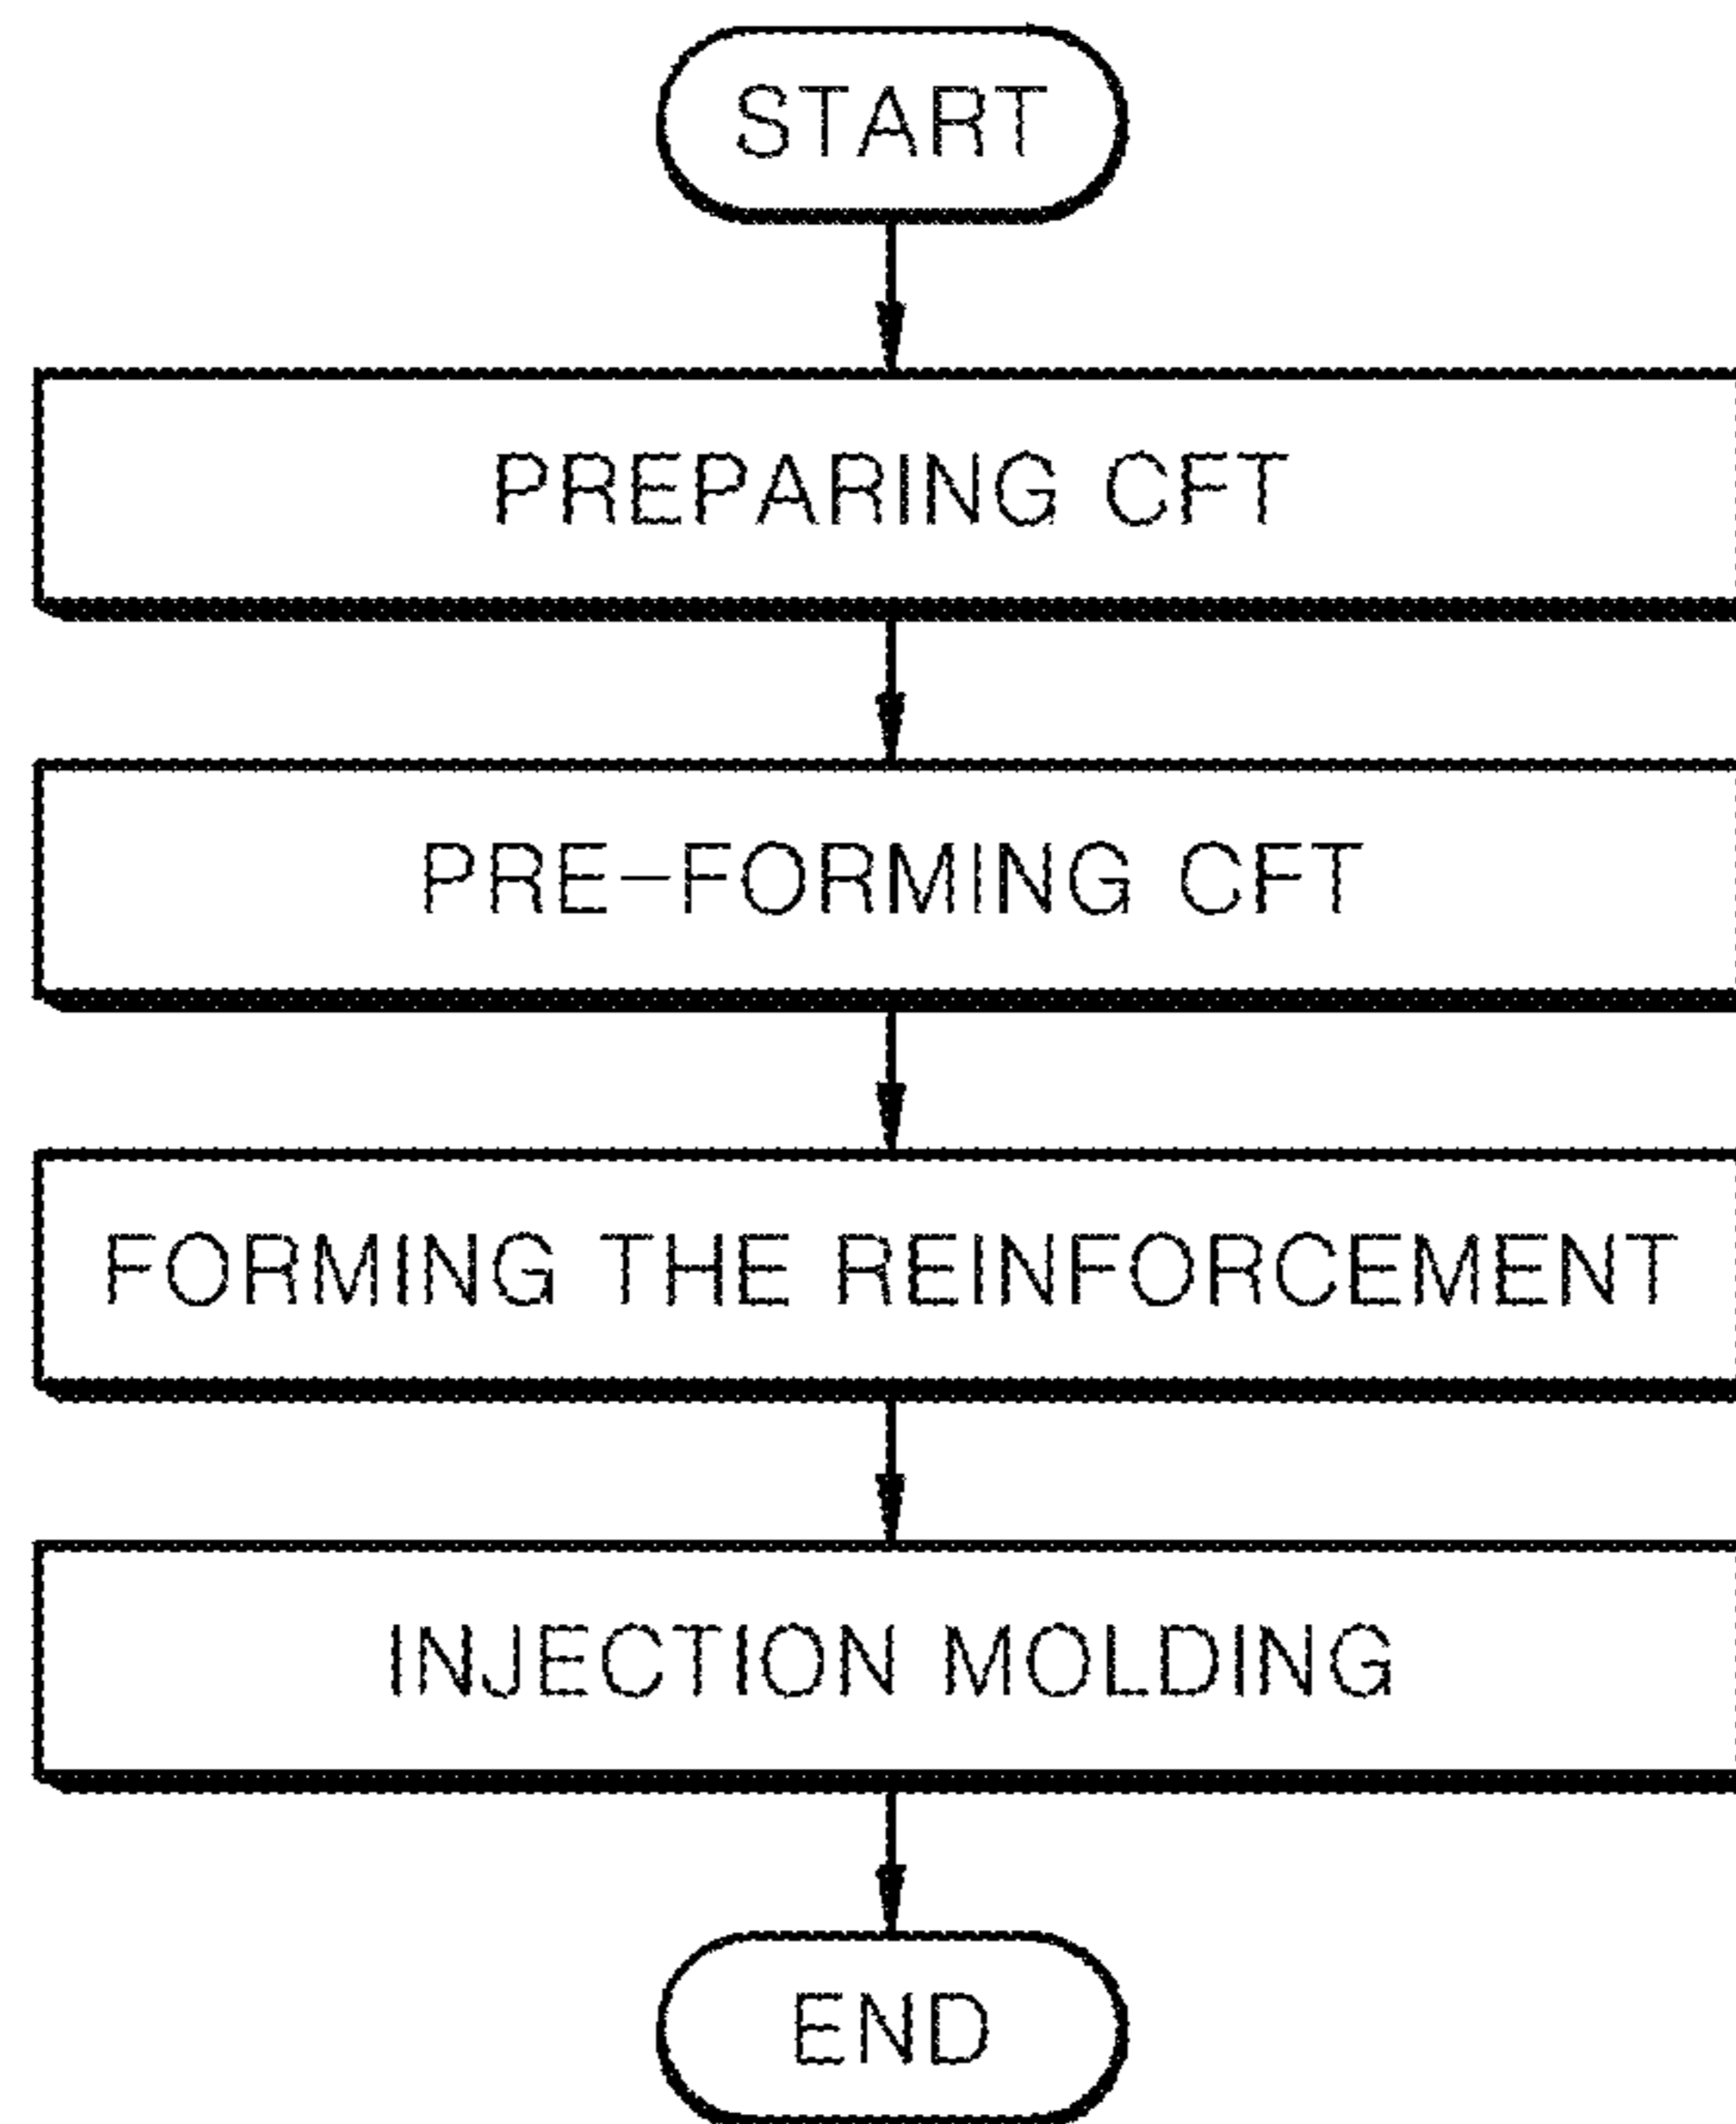 START
PREPARING CFT
PRE-FORMING CFT
FORMING THE REINFORCEMENT
INJECTION MOLDING
END